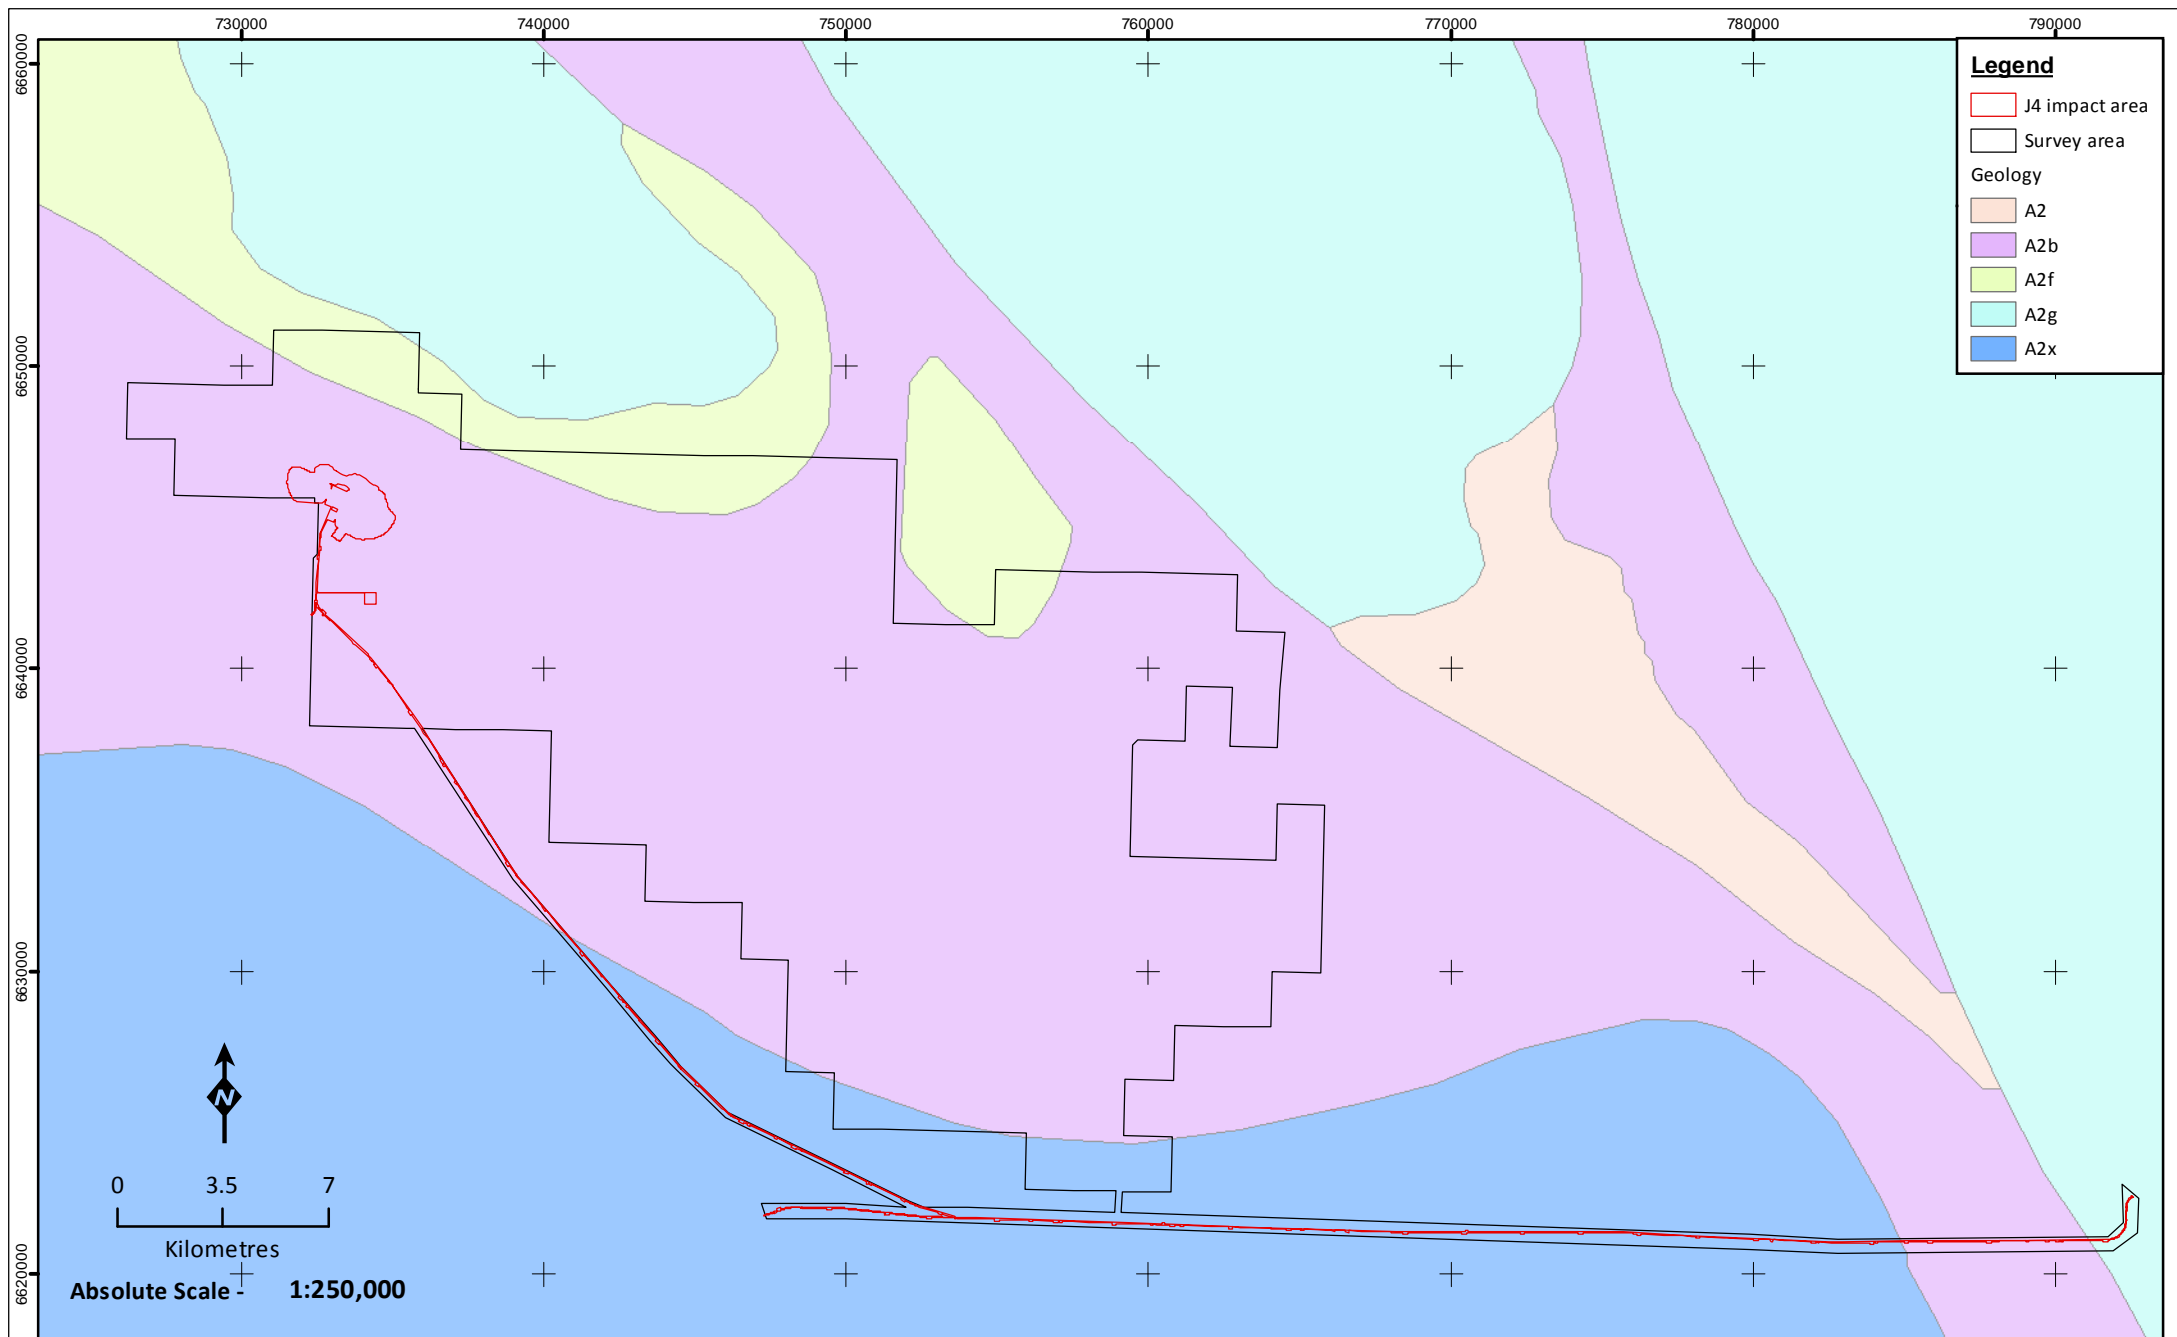 730000 740000 750000 760000 770000 780000 790000
6660000
6650000
6640000
6630000
6620000
Legend
J4 impact area
Survey area
Geology
A2
A2b
A2f
A2g
A2x
N
0 3.5 7
Kilometres
Absolute Scale - 1:250,000